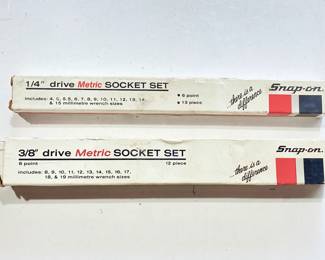 1/4" drive Metric SOCKET SET
includes: 4, 5, 5.5, 6, 7, 8, 9, 10, 11, 12, 13, 14,
& 15 millimetre wrench sizes
• 6 point
• 13 piece
...there is a
difference
Snap-on
3/8" drive Metric SOCKET SET
6 point
12 piece
includes: 8, 9, 10, 11, 12, 13, 14, 15, 16, 17,
18, & 19 millimetre wrench sizes
...there is a
difference
Snap-on